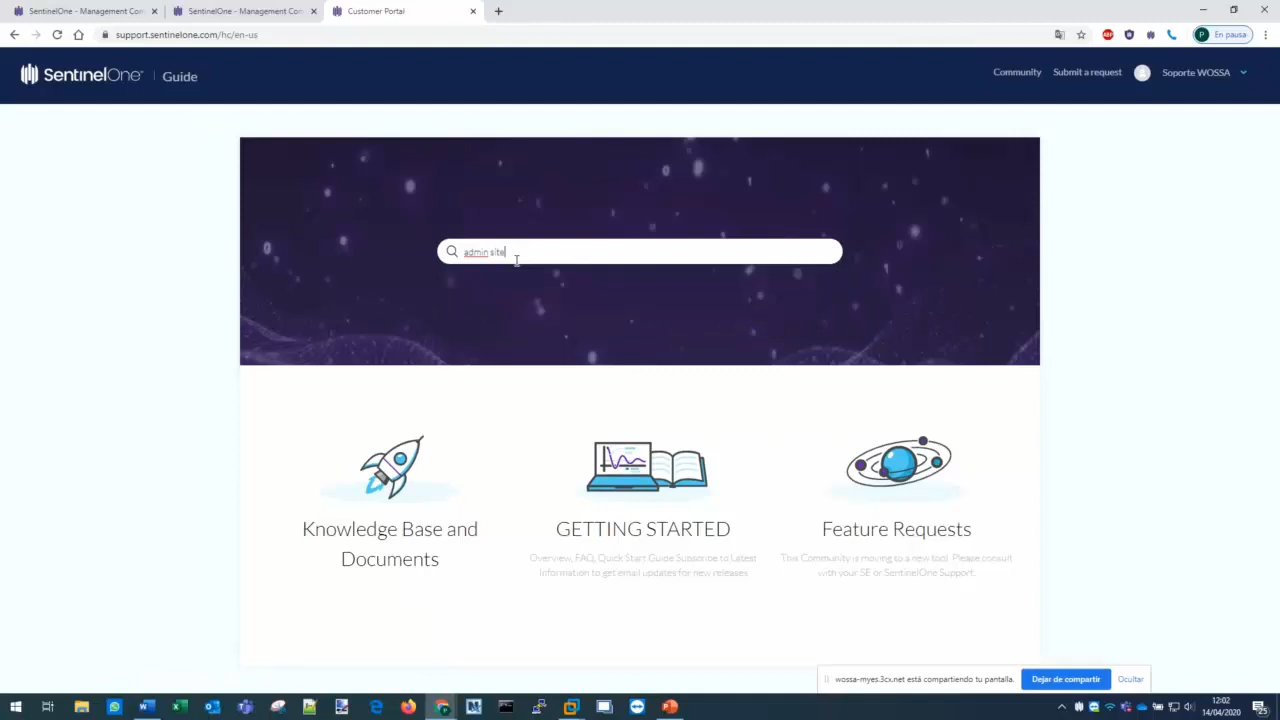 SentinelOne - Management Con
SentinelOne - Management Con
Customer Portal
support.sentinelone.com/hc/en-us
ABP
P
En pausa
SentinelOne
Guide
Community
Submit a request
Soporte WOSSA
admin site
Knowledge Base and
Documents
GETTING STARTED
Overview, FAQ, Quick Start Guide Subscribe to Latest
Information to get email updates for new releases
Feature Requests
This Community is moving to a new tool. Please consult
with your SE or SentinelOne Support.
wossa-myes.3cx.net está compartiendo tu pantalla.
Dejar de compartir
Ocultar
12:02
14/04/2020
25